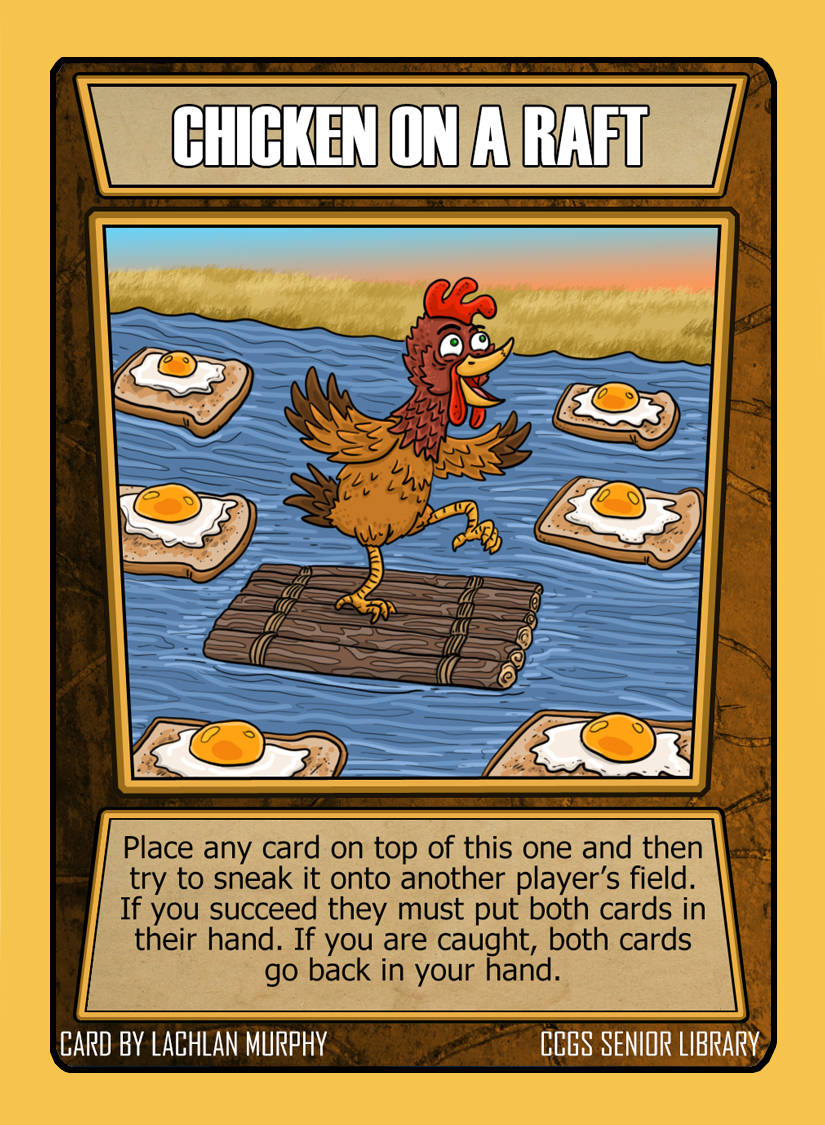 CHICKEN ON A RAFT
Place any card on top of this one and then
try to sneak it onto another player's field.
If you succeed they must put both cards in
their hand. If you are caught, both cards
go back in your hand.
CARD BY LACHLAN MURPHY
CCGS SENIOR LIBRARY